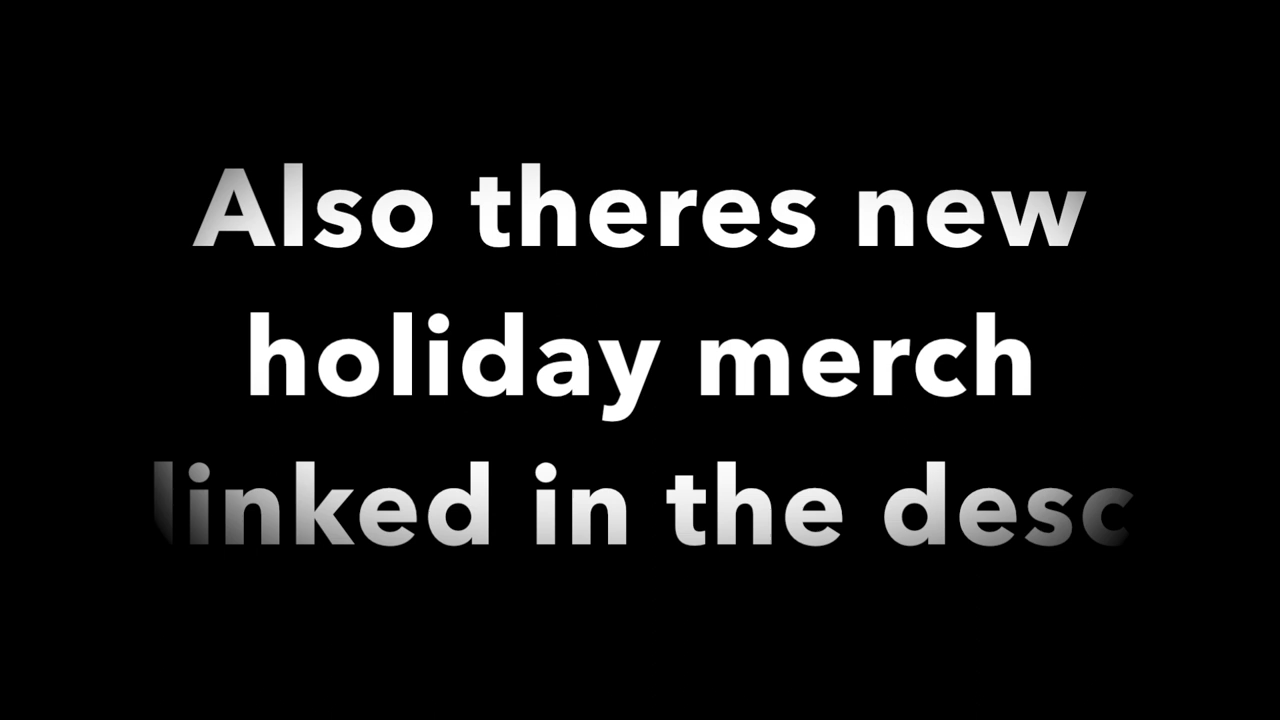 Also theres new
holiday merch
linked in the desc